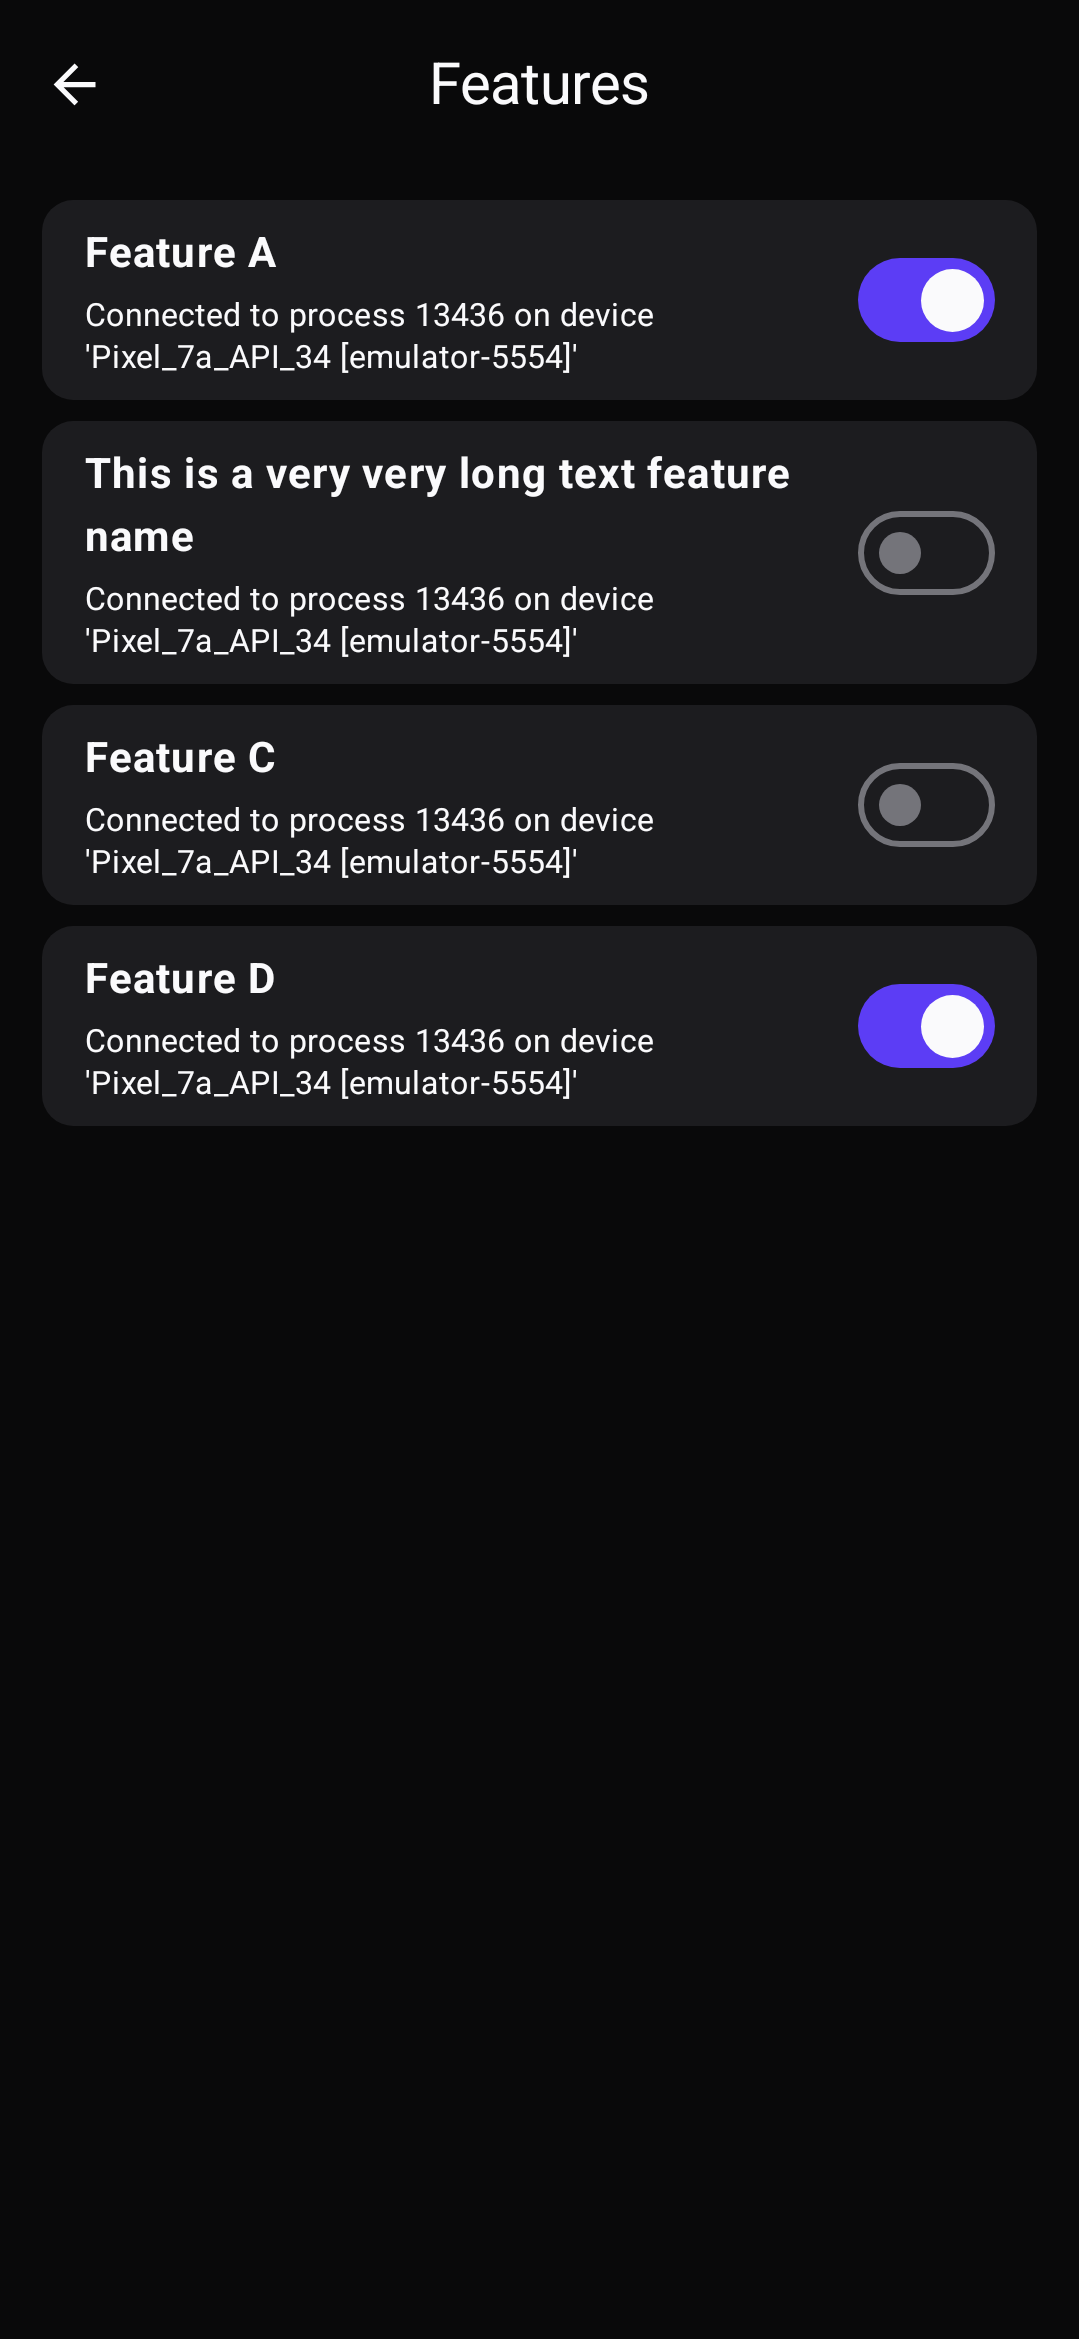 Features
Feature A
Connected to process 13436 on device
'Pixel_7a_API_34 [emulator-5554]'
This is a very very long text feature
name
Connected to process 13436 on device
'Pixel_7a_API_34 [emulator-5554]'
Feature C
Connected to process 13436 on device
'Pixel_7a_API_34 [emulator-5554]'
Feature D
Connected to process 13436 on device
'Pixel_7a_API_34 [emulator-5554]'